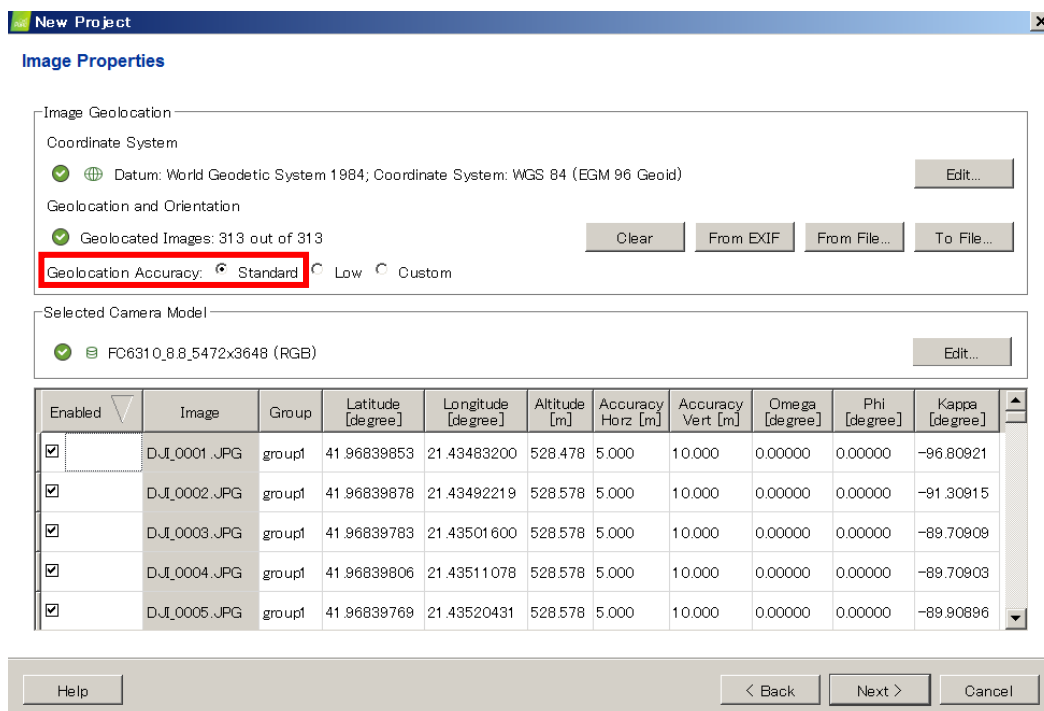 New Project
Image Properties
Image Geolocation
Coordinate System
Datum: World Geodetic System 1984; Coordinate System: WGS 84 (EGM 96 Geoid) Edit...
Geolocation and Orientation
Geolocated Images: 313 out of 313 Clear From EXIF From File... To File...
Geolocation Accuracy: Standard Low Custom
Selected Camera Model
FC6310_8.8_5472x3648 (RGB) Edit...
Enabled Image Group Latitude [degree] Longitude [degree] Altitude [m] Accuracy Horz [m] Accuracy Vert [m] Omega [degree] Phi [degree] Kappa [degree]
DJI_0001.JPG group1 41.96839853 21.43483200 528.478 5.000 10.000 0.00000 0.00000 -96.80921
DJI_0002.JPG group1 41.96839878 21.43492219 528.578 5.000 10.000 0.00000 0.00000 -91.30915
DJI_0003.JPG group1 41.96839783 21.43501600 528.578 5.000 10.000 0.00000 0.00000 -89.70909
DJI_0004.JPG group1 41.96839806 21.43511078 528.578 5.000 10.000 0.00000 0.00000 -89.70903
DJI_0005.JPG group1 41.96839769 21.43520431 528.578 5.000 10.000 0.00000 0.00000 -89.90896
Help < Back Next > Cancel